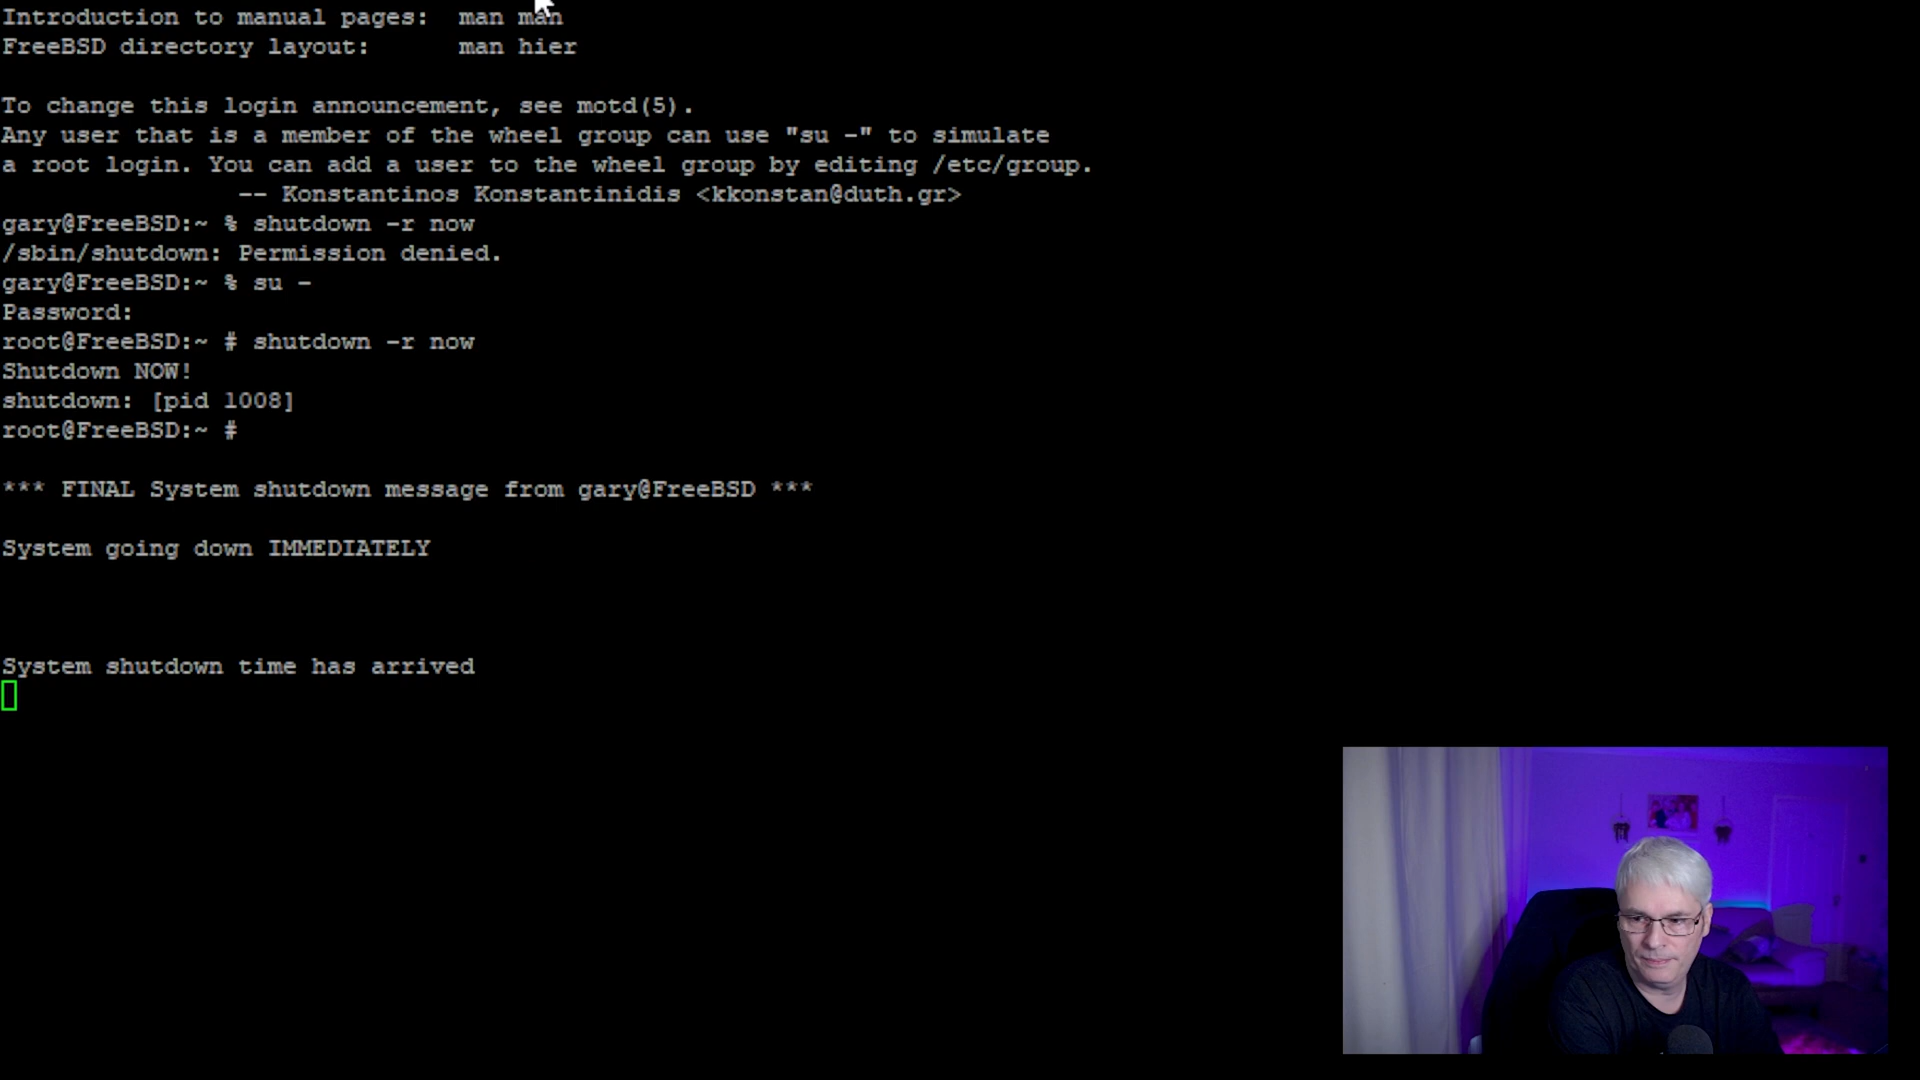 Introduction to manual pages:  man man
FreeBSD directory layout:      man hier
To change this login announcement, see motd(5).
Any user that is a member of the wheel group can use "su -" to simulate
a root login. You can add a user to the wheel group by editing /etc/group.
-- Konstantinos Konstantinidis <kkonstan@duth.gr>
gary@FreeBSD:~ % shutdown -r now
/sbin/shutdown: Permission denied.
gary@FreeBSD:~ % su -
Password:
root@FreeBSD:~ # shutdown -r now
Shutdown NOW!
shutdown: [pid 1008]
root@FreeBSD:~ #
*** FINAL System shutdown message from gary@FreeBSD ***
System going down IMMEDIATELY
System shutdown time has arrived